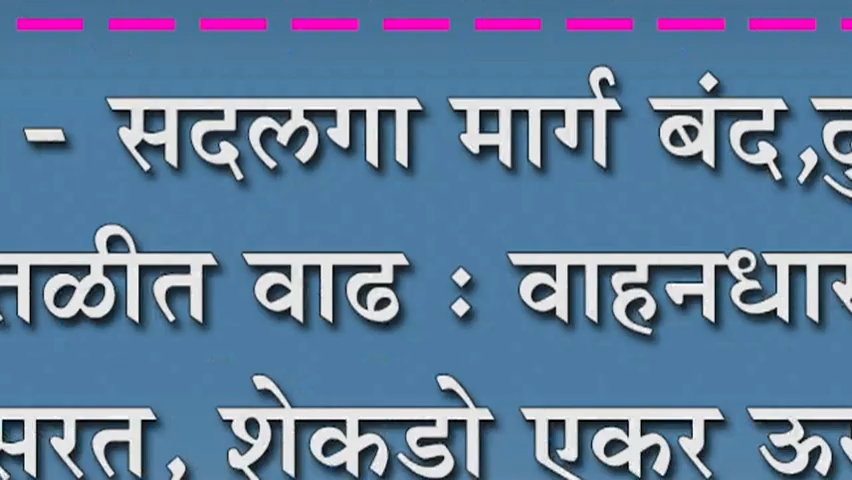 - सदलगा मार्ग बंद,
तळीत वाढ : वाहनधा
सरत, शेकडो एकर ऊ